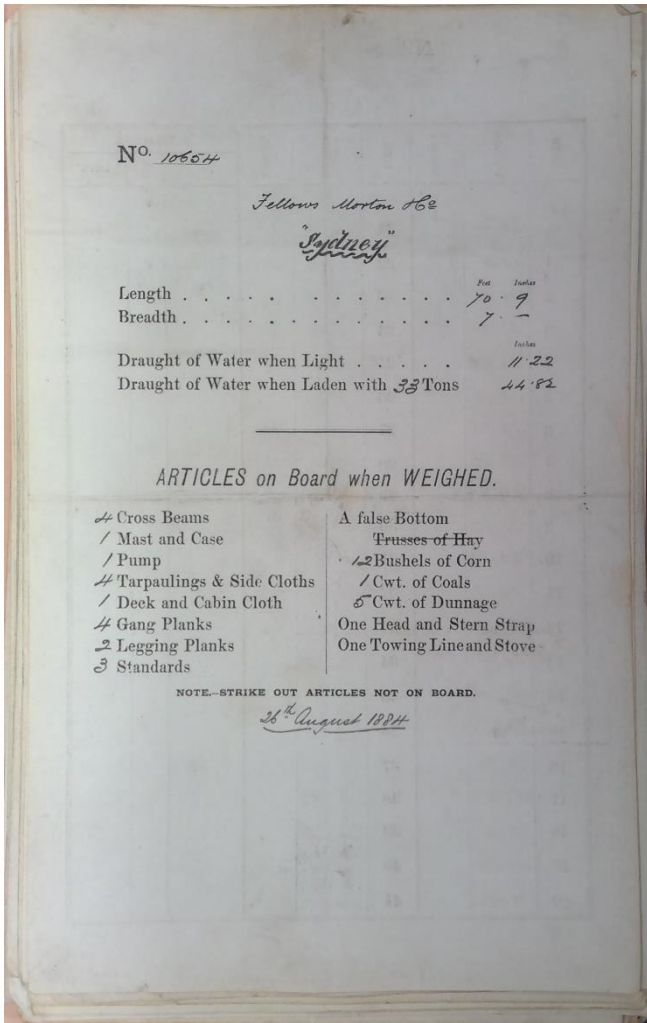 No. 10654
Fellows Morton & Co
"Sydney"
Feet Inches
Length . . . . . . . . . . . . 70 . 9
Breadth . . . . . . . . . . . . . 7 . —
Inches
Draught of Water when Light . . . . . 11.22
Draught of Water when Laden with 33 Tons 44.82
ARTICLES on Board when WEIGHED.
4 Cross Beams
1 Mast and Case
1 Pump
4 Tarpaulings & Side Cloths
1 Deck and Cabin Cloth
4 Gang Planks
2 Legging Planks
3 Standards
A false Bottom
Trusses of Hay
12 Bushels of Corn
1 Cwt. of Coals
5 Cwt. of Dunnage
One Head and Stern Strap
One Towing Line and Stove
NOTE.—STRIKE OUT ARTICLES NOT ON BOARD.
26th August 1884